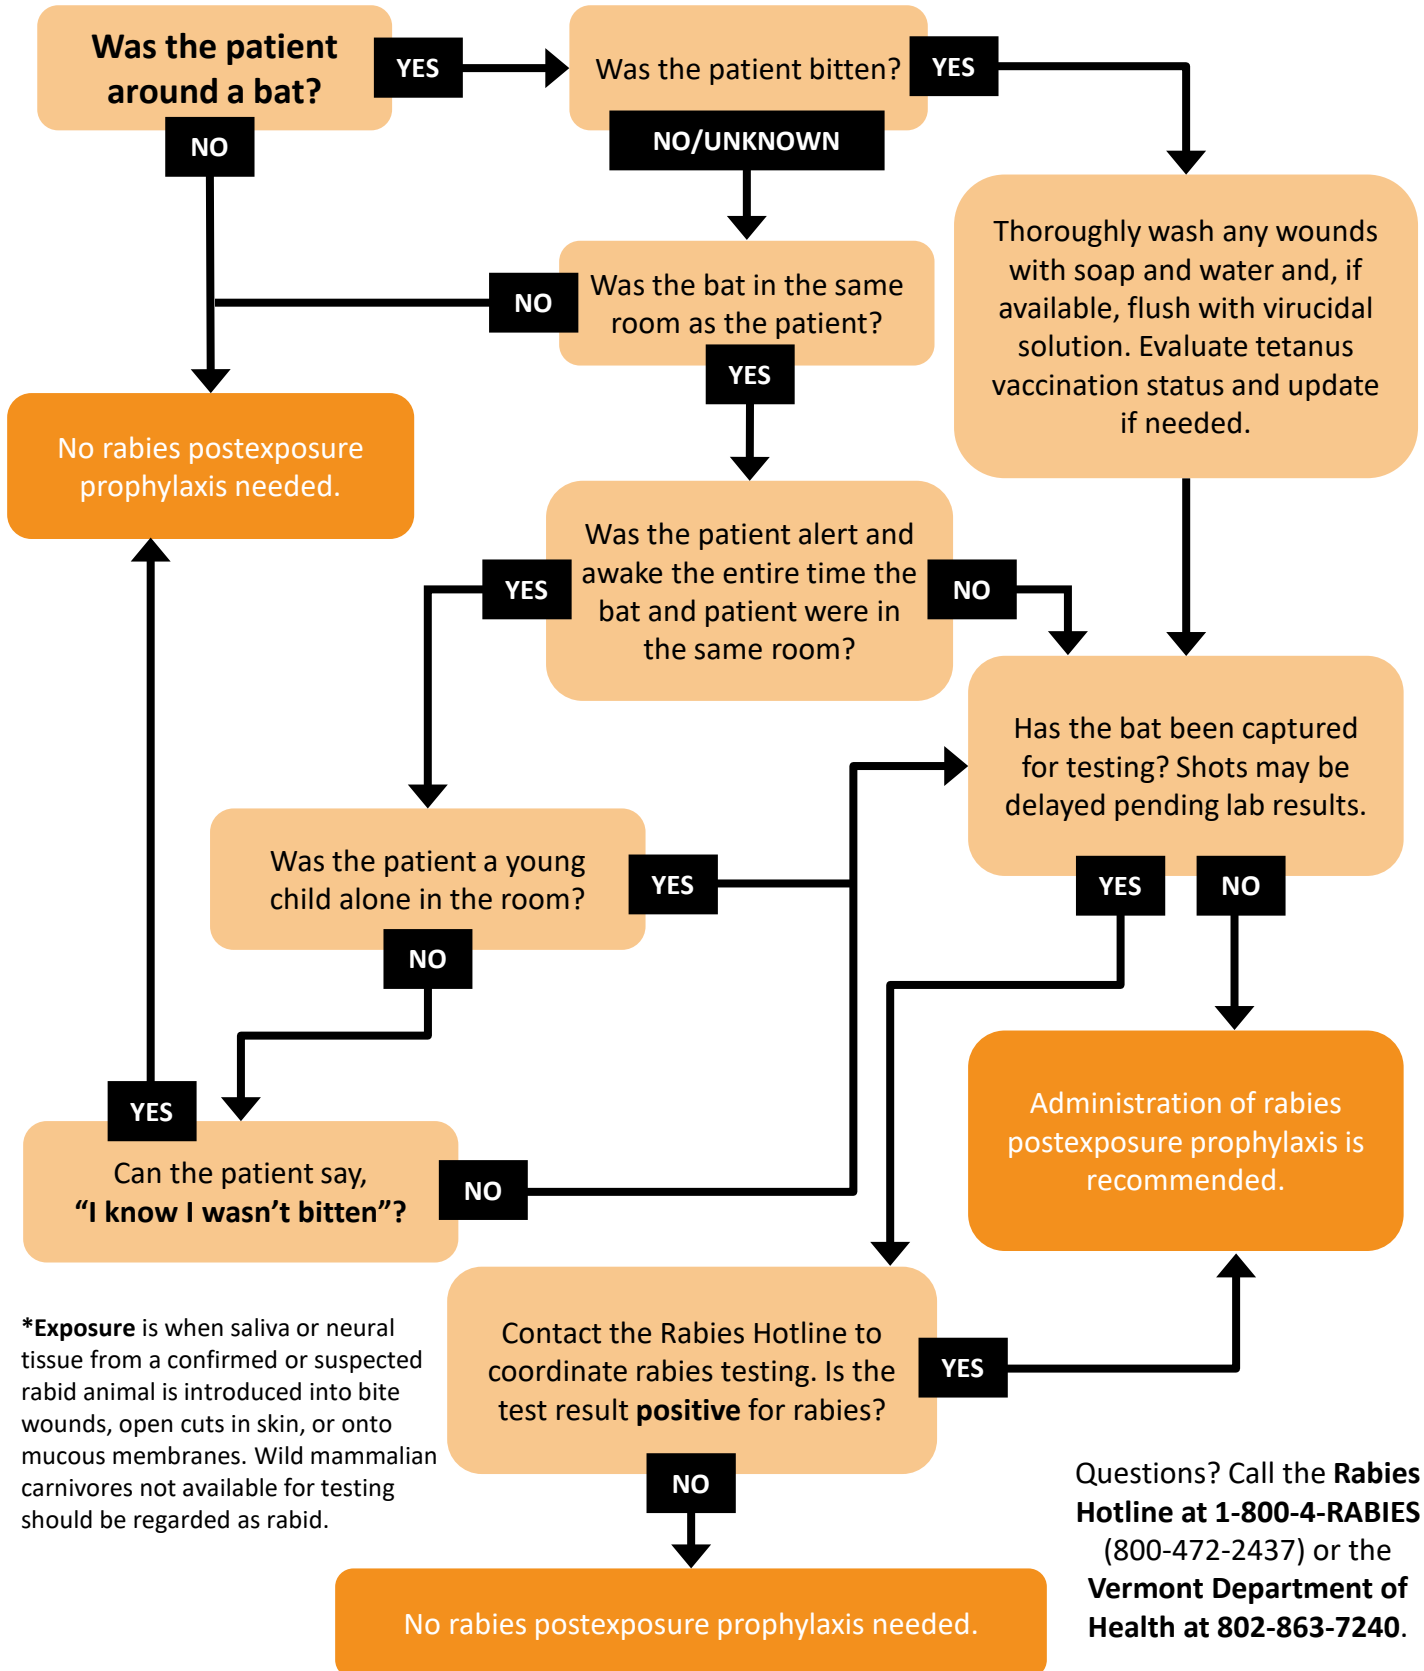 Was the patient
around a bat?
YES
NO
Was the patient bitten?
YES
NO/UNKNOWN
Thoroughly wash any wounds
with soap and water and, if
available, flush with virucidal
solution. Evaluate tetanus
vaccination status and update
if needed.
Was the bat in the same
room as the patient?
NO
YES
No rabies postexposure
prophylaxis needed.
Was the patient alert and
awake the entire time the
bat and patient were in
the same room?
YES
NO
Has the bat been captured
for testing? Shots may be
delayed pending lab results.
YES
NO
Was the patient a young
child alone in the room?
YES
NO
Administration of rabies
postexposure prophylaxis is
recommended.
YES
Can the patient say,
“I know I wasn’t bitten”?
NO
*Exposure is when saliva or neural
tissue from a confirmed or suspected
rabid animal is introduced into bite
wounds, open cuts in skin, or onto
mucous membranes. Wild mammalian
carnivores not available for testing
should be regarded as rabid.
Contact the Rabies Hotline to
coordinate rabies testing. Is the
test result positive for rabies?
YES
NO
No rabies postexposure prophylaxis needed.
Questions? Call the Rabies
Hotline at 1-800-4-RABIES
(800-472-2437) or the
Vermont Department of
Health at 802-863-7240.